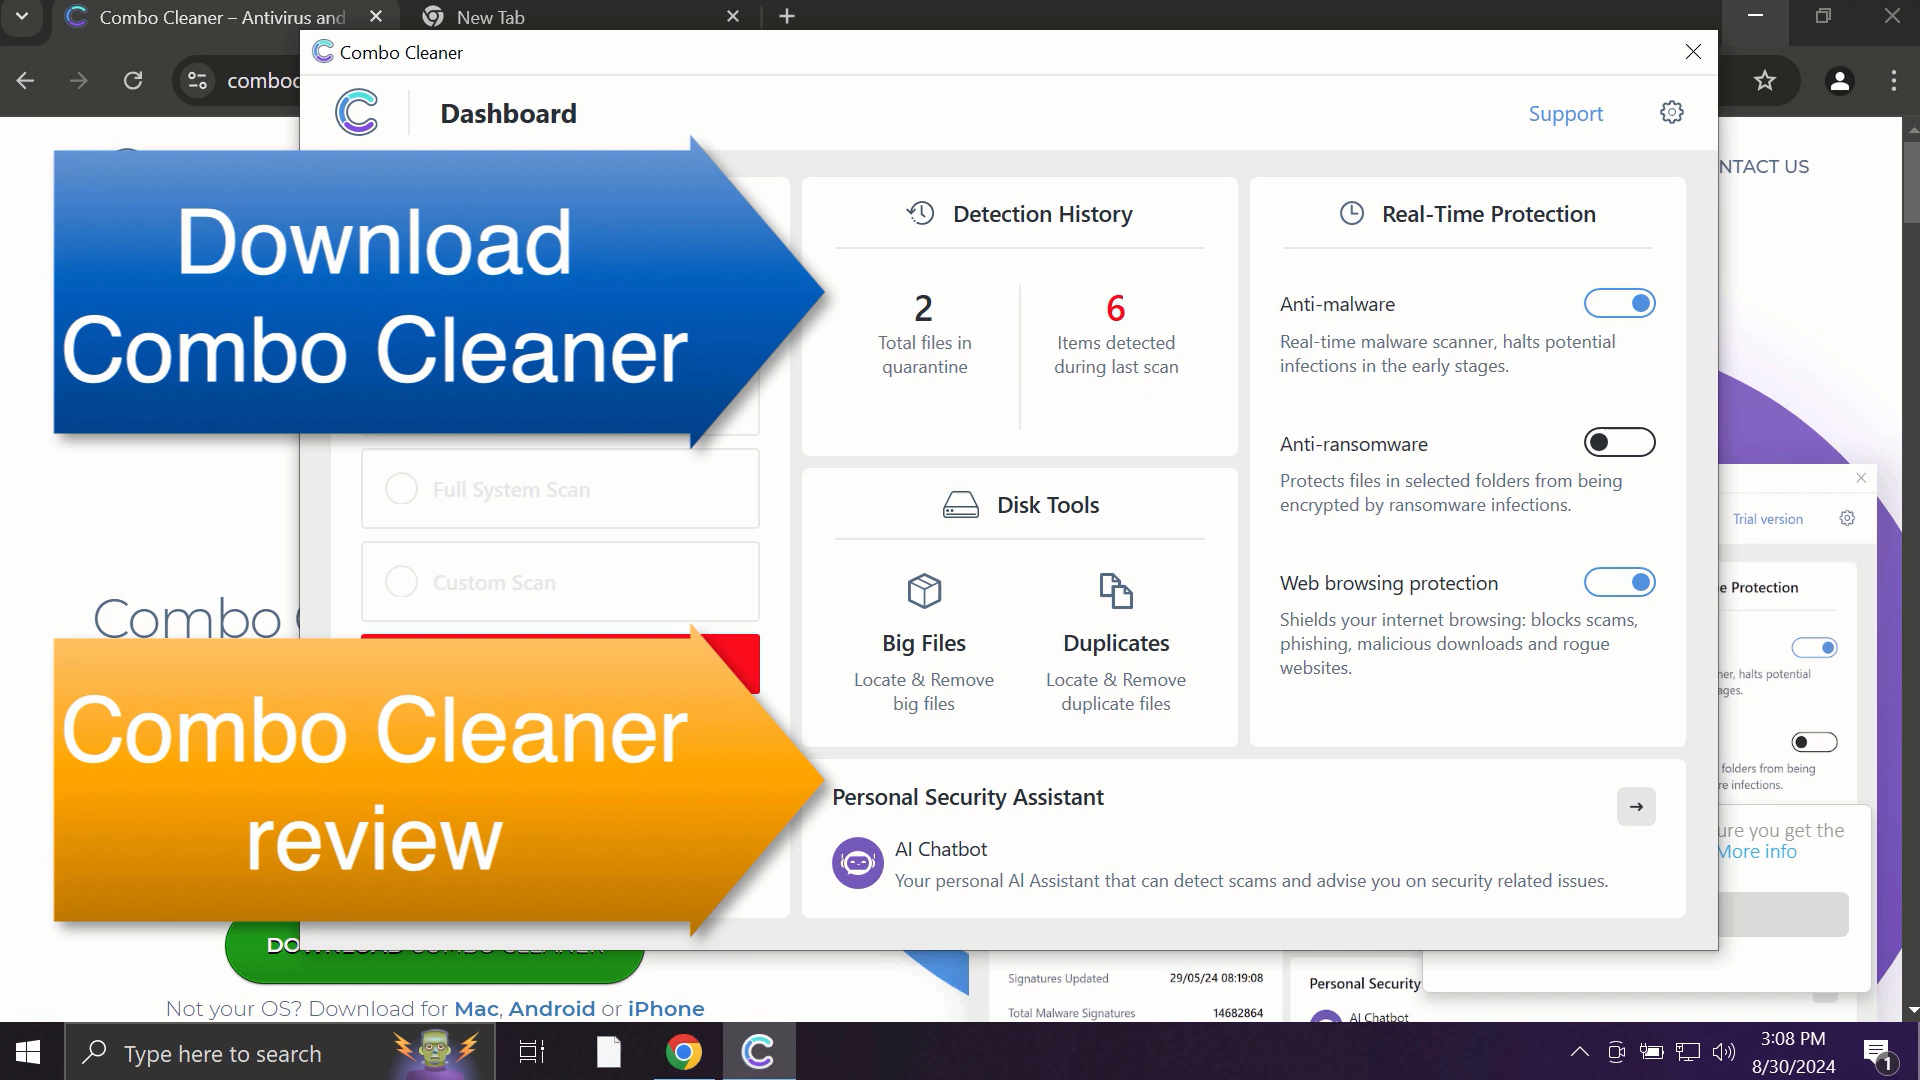 Combo Cleaner – Antivirus and
New Tab
Combo Cleaner
Dashboard
Support
NTACT US
Download
Combo Cleaner
Detection History
2
Total files in
quarantine
6
Items detected
during last scan
Real-Time Protection
Anti-malware
Real-time malware scanner, halts potential
infections in the early stages.
Anti-ransomware
Protects files in selected folders from being
encrypted by ransomware infections.
Web browsing protection
Shields your internet browsing: blocks scams,
phishing, malicious downloads and rogue
websites.
Full System Scan
Custom Scan
Disk Tools
Big Files
Locate & Remove
big files
Duplicates
Locate & Remove
duplicate files
Combo
Combo Cleaner
review
Personal Security Assistant
AI Chatbot
Your personal AI Assistant that can detect scams and advise you on security related issues.
Trial version
e Protection
her, halts potential
ages.
folders from being
re infections.
ure you get the
More info
DOWNLOAD COMBO CLEANER
Not your OS? Download for Mac, Android or iPhone
Signatures Updated 29/05/24 08:19:08
Total Malware Signatures 14682864
Personal Security
AI Chatbot
Type here to search
3:08 PM
8/30/2024
1